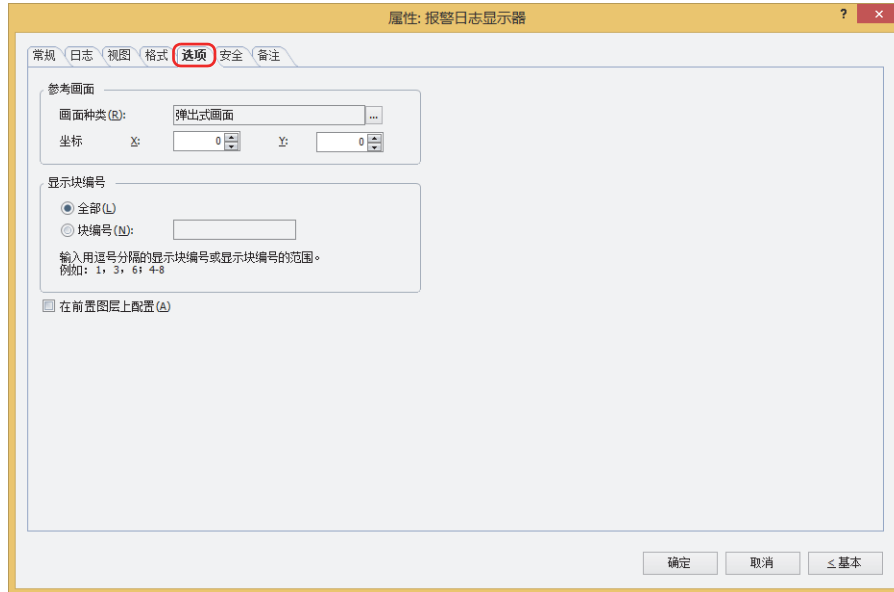 属性: 报警日志显示器
? ×
常规 日志 视图 格式 选项 安全 备注
参考画面
画面种类(R): 弹出式画面 ...
坐标 X: 0 Y: 0
显示块编号
全部(L)
块编号(N):
输入用逗号分隔的显示块编号或显示块编号的范围。
例如: 1, 3, 6; 4-8
在前置图层上配置(A)
确定 取消 ≤基本